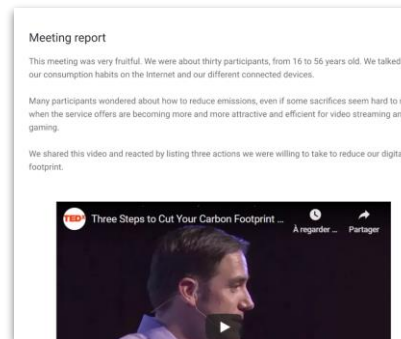 Meeting report
This meeting was very fruitful. We were about thirty participants, from 16 to 56 years old. We talked
our consumption habits on the Internet and our different connected devices.
Many participants wondered about how to reduce emissions, even if some sacrifices seem hard to
when the service offers are becoming more and more attractive and efficient for video streaming
gaming.
We shared this video and reacted by listing three actions we were willing to take to reduce our
footprint.
TEDx Three Steps to Cut Your Carbon Footprint ...
À regarder ... Partager